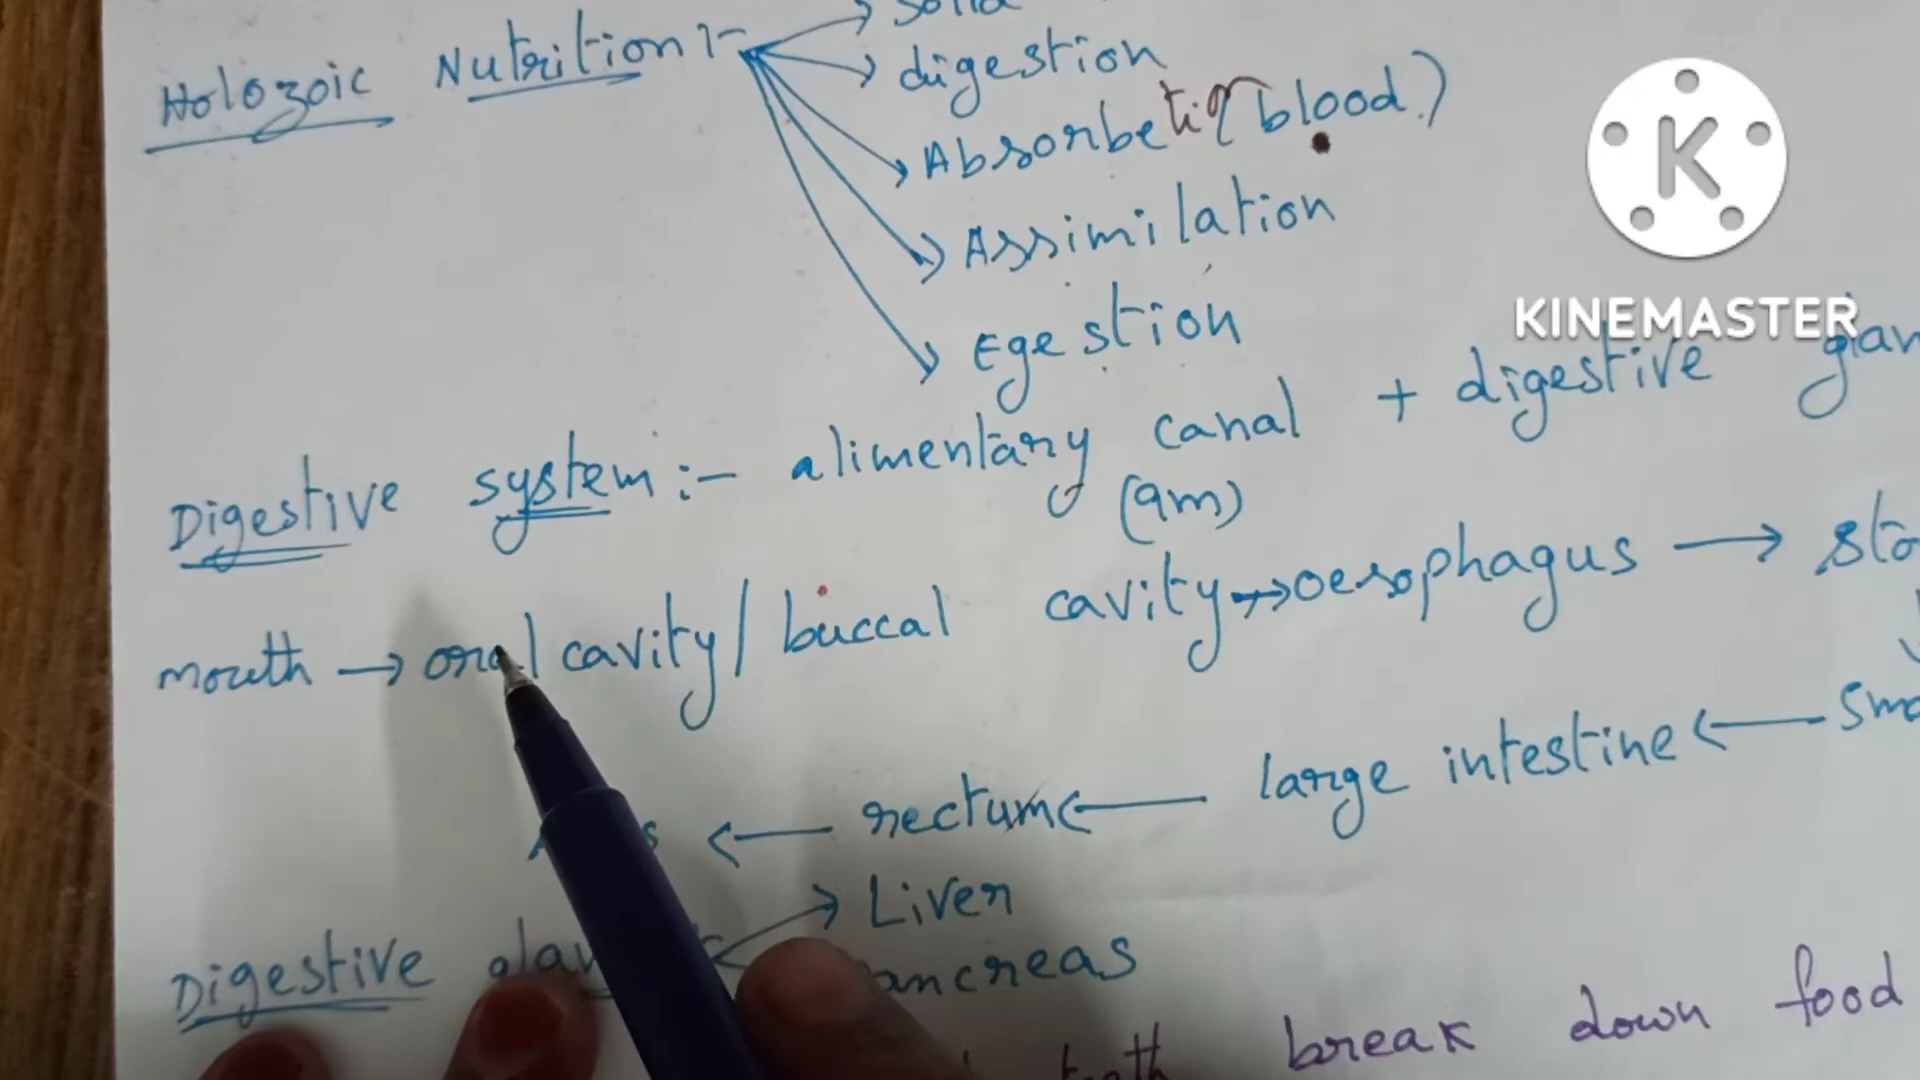 Holozoic Nutrition :-
→ digestion
→ Absorbetion (blood)
→ Assimilation
→ Egestion
KINEMASTER
Digestive system :- alimentary canal + digestive
(9m)
mouth → oral cavity / buccal cavity → oesophagus →
rectum ← large intestine ←
Digestive → Liver
break down food